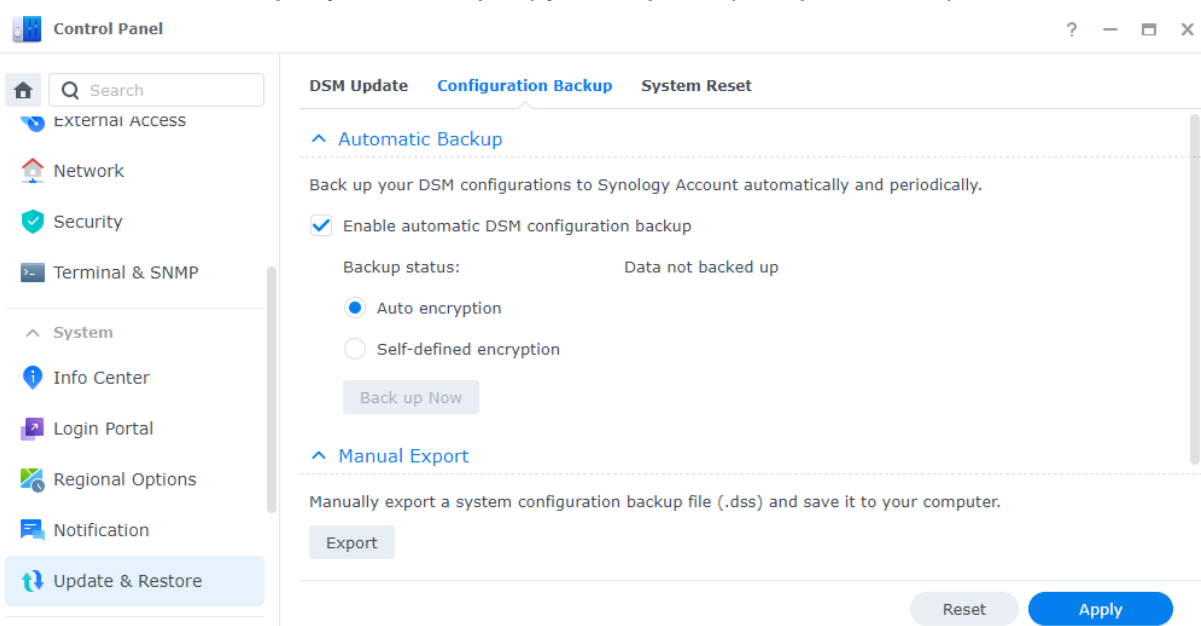 Control Panel
?
Search
External Access
Network
Security
Terminal & SNMP
System
Info Center
Login Portal
Regional Options
Notification
Update & Restore
DSM Update Configuration Backup System Reset
Automatic Backup
Back up your DSM configurations to Synology Account automatically and periodically.
Enable automatic DSM configuration backup
Backup status: Data not backed up
Auto encryption
Self-defined encryption
Back up Now
Manual Export
Manually export a system configuration backup file (.dss) and save it to your computer.
Export
Reset Apply